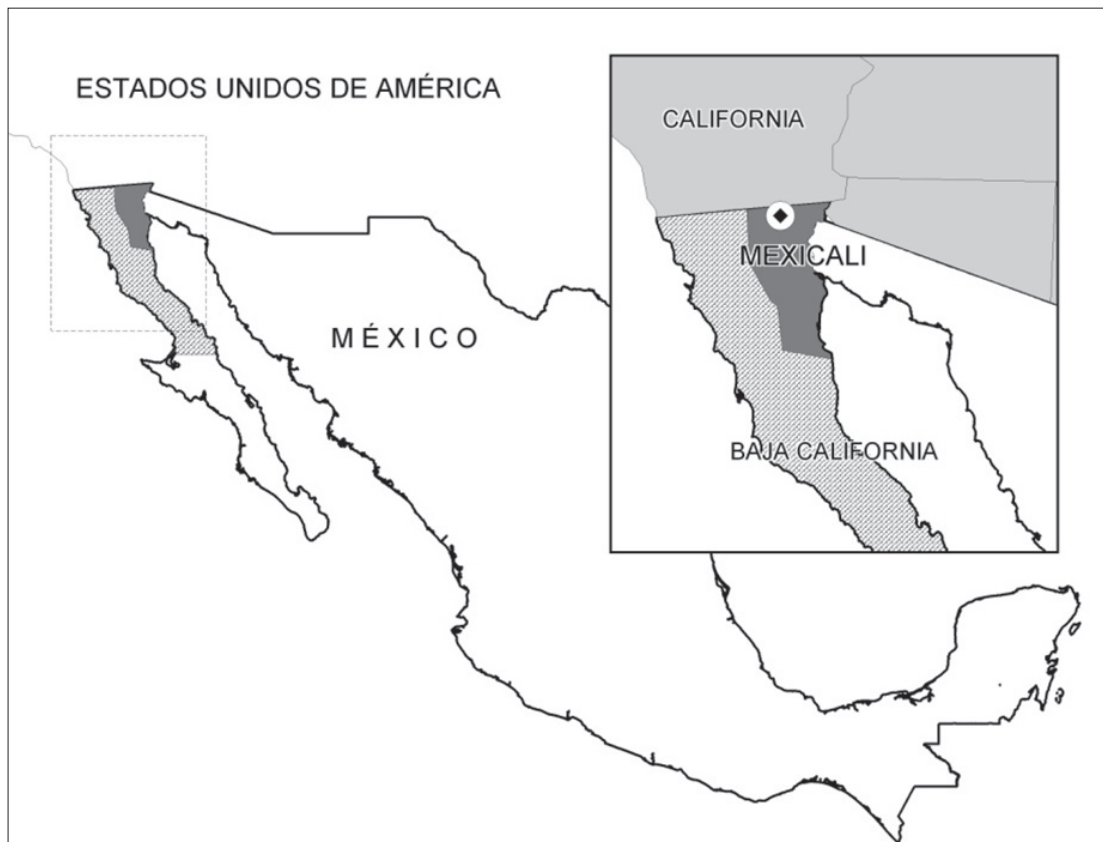 ESTADOS UNIDOS DE AMÉRICA
MÉXICO
CALIFORNIA
MEXICALI
BAJA CALIFORNIA